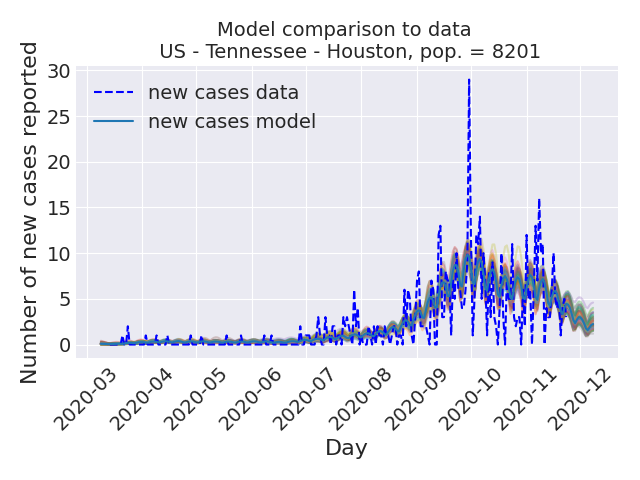 Model comparison to data
US - Tennessee - Houston, pop. = 8201
Number of new cases reported
30
25
20
15
10
5
0
new cases data
new cases model
2020-03
2020-04
2020-05
2020-06
2020-07
2020-08
2020-09
2020-10
2020-11
2020-12
Day